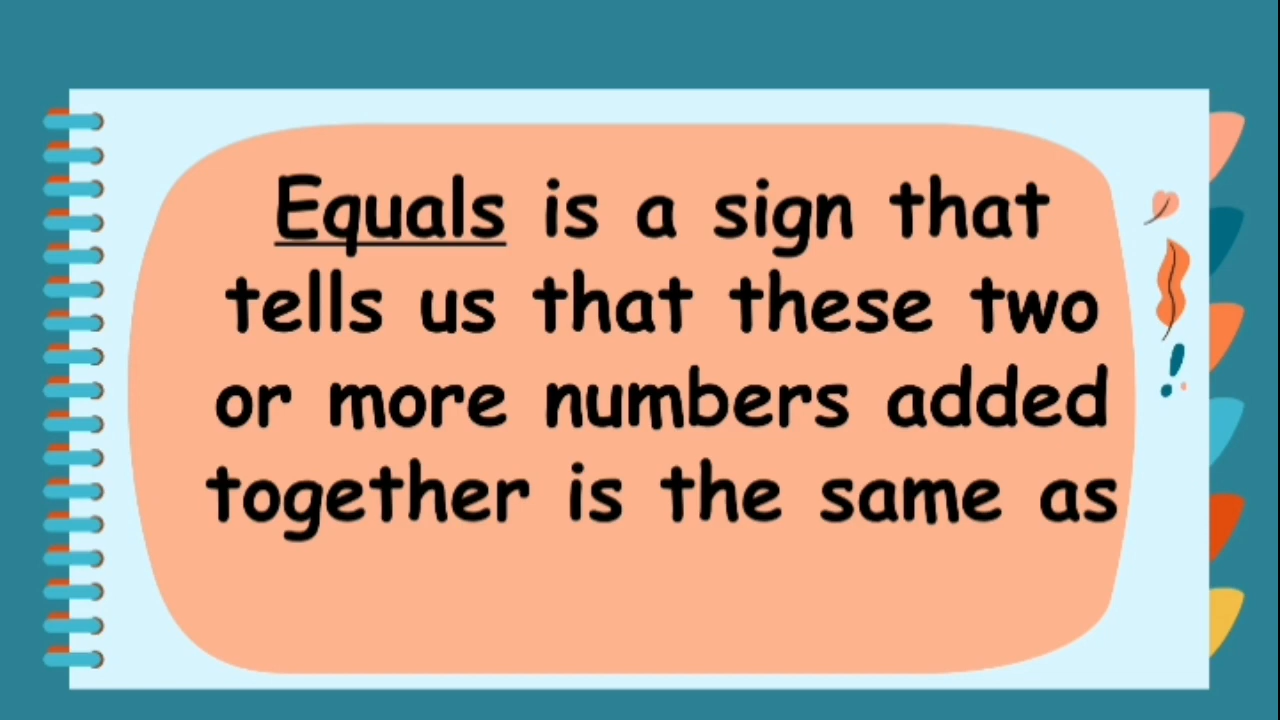 Equals is a sign that
tells us that these two
or more numbers added
together is the same as